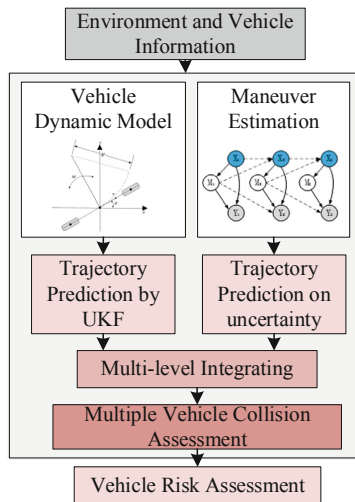 Environment and Vehicle
Information
Vehicle
Dynamic Model
Maneuver
Estimation
Trajectory
Prediction by
UKF
Trajectory
Prediction on
uncertainty
Multi-level Integrating
Multiple Vehicle Collision
Assessment
Vehicle Risk Assessment